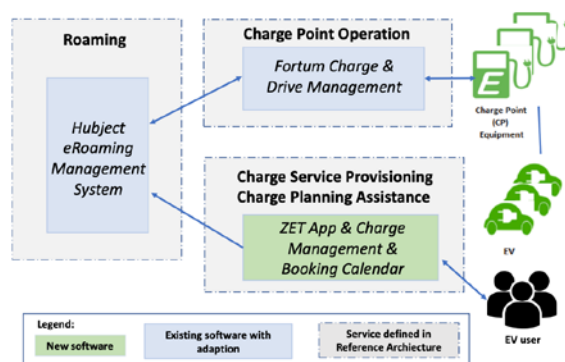 Roaming
Hubject
eRoaming
Management
System
Charge Point Operation
Fortum Charge &
Drive Management
Charge Service Provisioning
Charge Planning Assistance
ZET App & Charge
Management &
Booking Calendar
E
Charge Point
(CP)
Equipment
EV
EV user
Legend:
New software
Existing software with
adaption
Service defined in
Reference Archiecture